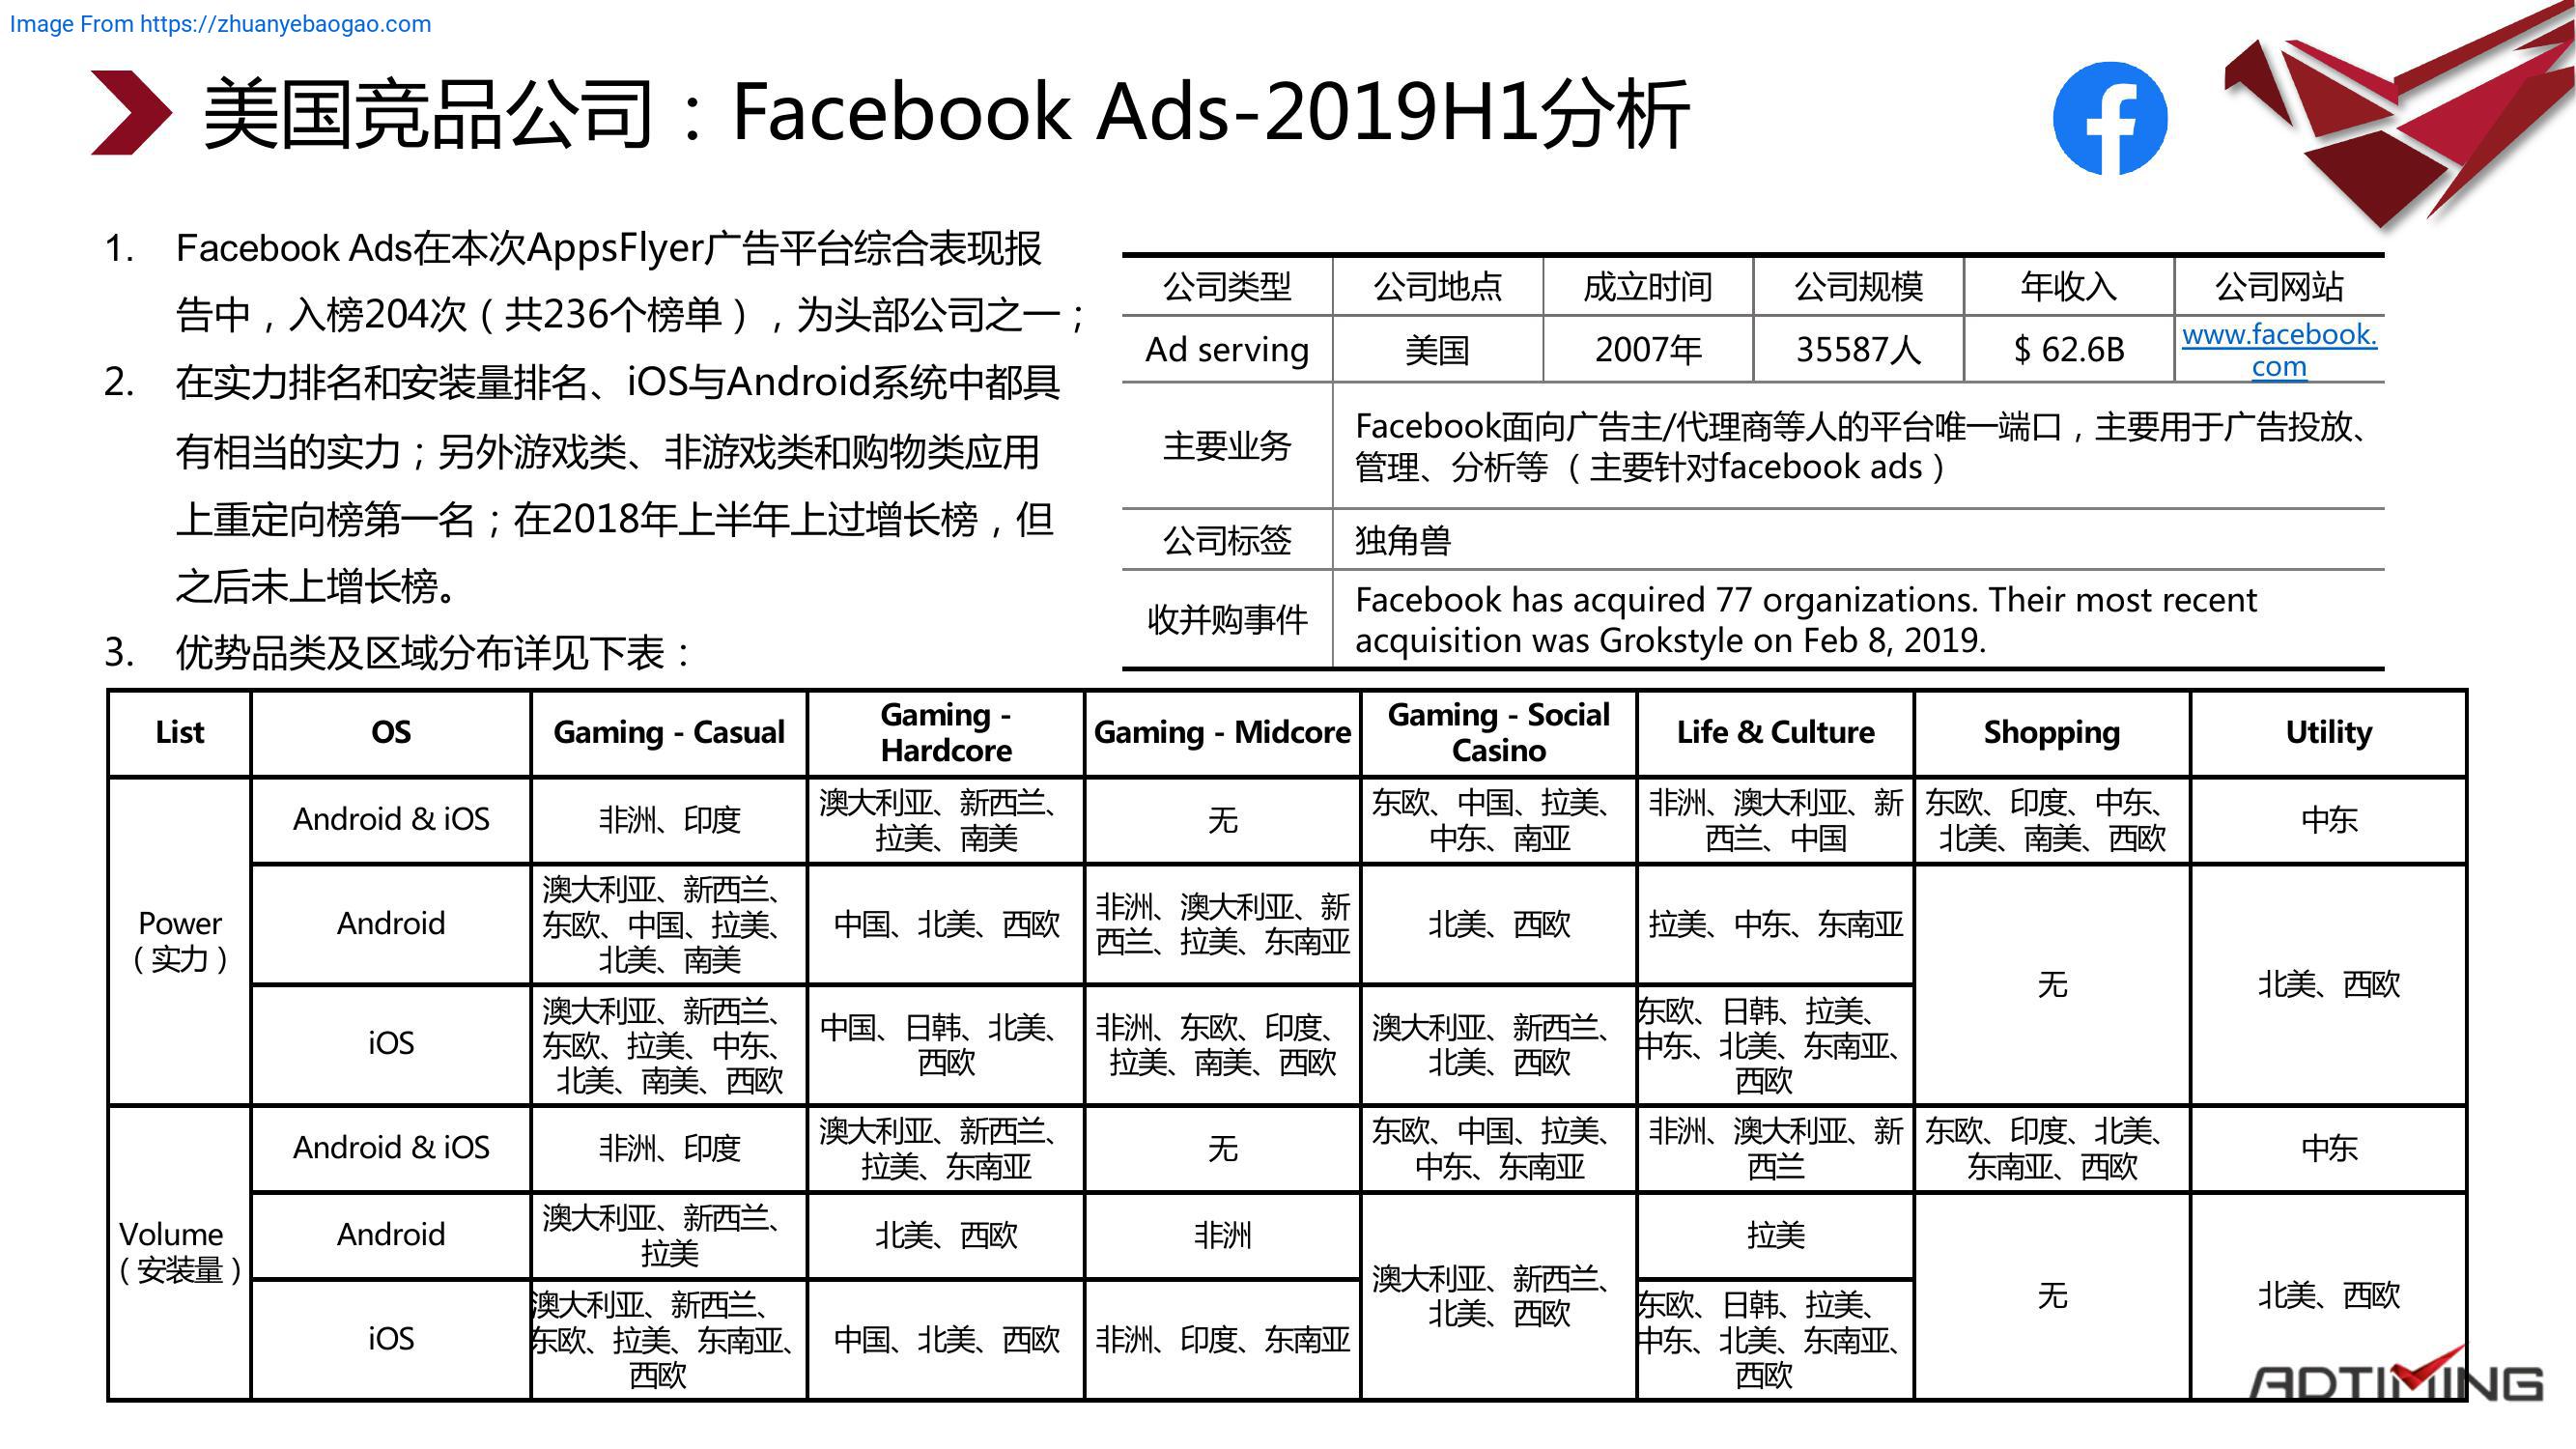 Image From https://zhuanyebaogao.com
美国竞品公司：Facebook Ads-2019H1分析
1. Facebook Ads在本次AppsFlyer广告平台综合表现报
告中，入榜204次（共236个榜单），为头部公司之一；
2. 在实力排名和安装量排名、iOS与Android系统中都具
有相当的实力；另外游戏类、非游戏类和购物类应用
上重定向榜第一名；在2018年上半年上过增长榜，但
之后未上增长榜。
3. 优势品类及区域分布详见下表：
公司类型 公司地点 成立时间 公司规模 年收入 公司网站
Ad serving 美国 2007年 35587人 $ 62.6B www.facebook.
com
主要业务
Facebook面向广告主/代理商等人的平台唯一端口，主要用于广告投放、
管理、分析等（主要针对facebook ads）
公司标签 独角兽
收并购事件
Facebook has acquired 77 organizations. Their most recent
acquisition was Grokstyle on Feb 8, 2019.
List
OS
Gaming - Casual
Gaming -
Hardcore
Gaming - Midcore
Gaming - Social
Casino
Life & Culture
Shopping
Utility
Power
（实力）
Android & iOS
非洲、印度
澳大利亚、新西兰、
拉美、南美
无
东欧、中国、拉美、
中东、南亚
非洲、澳大利亚、新
西兰、中国
东欧、印度、中东、
北美、南美、西欧
中东
Android
澳大利亚、新西兰、
东欧、中国、拉美、
北美、南美
中国、北美、西欧
非洲、澳大利亚、新
西兰、拉美、东南亚
北美、西欧
拉美、中东、东南亚
无
北美、西欧
iOS
澳大利亚、新西兰、
东欧、拉美、中东、
北美、南美、西欧
中国、日韩、北美、
西欧
非洲、东欧、印度、
拉美、南美、西欧
澳大利亚、新西兰、
北美、西欧
东欧、日韩、拉美、
中东、北美、东南亚、
西欧
Volume
（安装量）
Android & iOS
非洲、印度
澳大利亚、新西兰、
拉美、东南亚
无
东欧、中国、拉美、
中东、东南亚
非洲、澳大利亚、新
西兰
东欧、印度、北美、
东南亚、西欧
中东
Android
澳大利亚、新西兰、
拉美
北美、西欧
非洲
澳大利亚、新西兰、
北美、西欧
拉美
无
北美、西欧
iOS
澳大利亚、新西兰、
东欧、拉美、东南亚、
西欧
中国、北美、西欧
非洲、印度、东南亚
东欧、日韩、拉美、
中东、北美、东南亚、
西欧
ADTIMING